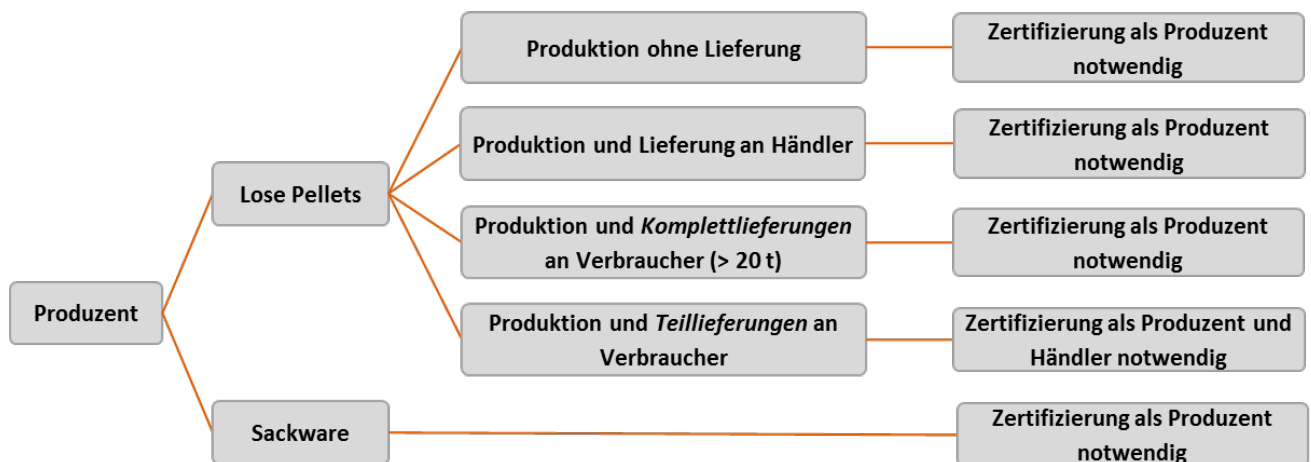 Produktion ohne Lieferung
Zertifizierung als Produzent
notwendig
Produktion und Lieferung an Händler
Zertifizierung als Produzent
notwendig
Lose Pellets
Produktion und Komplettlieferungen
an Verbraucher (> 20 t)
Zertifizierung als Produzent
notwendig
Produzent
Produktion und Teillieferungen an
Verbraucher
Zertifizierung als Produzent und
Händler notwendig
Sackware
Zertifizierung als Produzent
notwendig